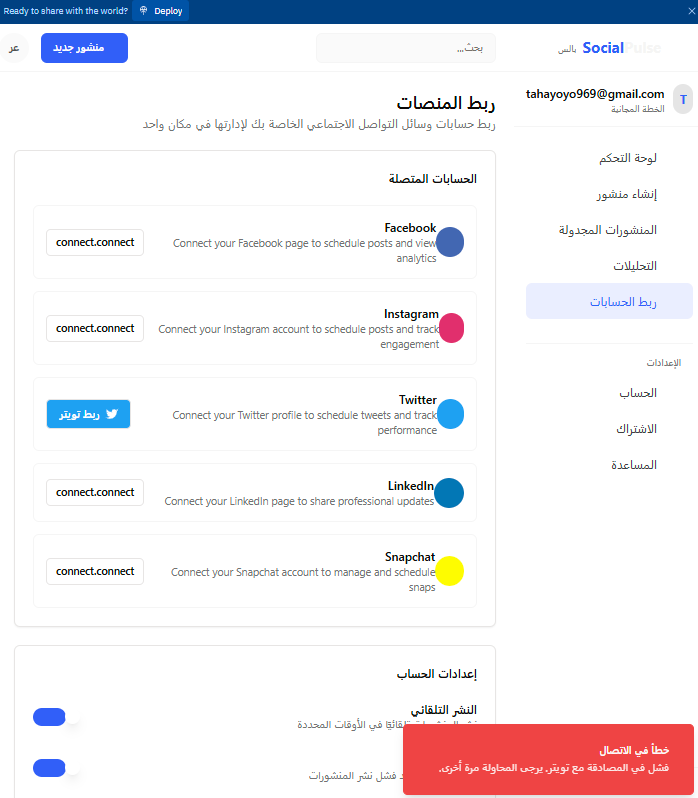 Ready to share with the world? Deploy
SocialPulse بالس
بحث...
منشور جديد
عر
T
tahayoyo969@gmail.com
الخطة المجانية
لوحة التحكم
إنشاء منشور
المنشورات المجدولة
التحليلات
ربط الحسابات
الإعدادات
الحساب
الاشتراك
المساعدة
ربط المنصات
ربط حسابات وسائل التواصل الاجتماعي الخاصة بك لإدارتها في مكان واحد
الحسابات المتصلة
Facebook
Connect your Facebook page to schedule posts and view
analytics
connect.connect
Instagram
Connect your Instagram account to schedule posts and track
engagement
connect.connect
Twitter
Connect your Twitter profile to schedule tweets and track
performance
ربط تويتر
LinkedIn
Connect your LinkedIn page to share professional updates
connect.connect
Snapchat
Connect your Snapchat account to manage and schedule
snaps
connect.connect
إعدادات الحساب
النشر التلقائي
في الأوقات المحددة
فشل نشر المنشورات
خطأ في الاتصال
فشل في المصادقة مع تويتر. يرجى المحاولة مرة أخرى.